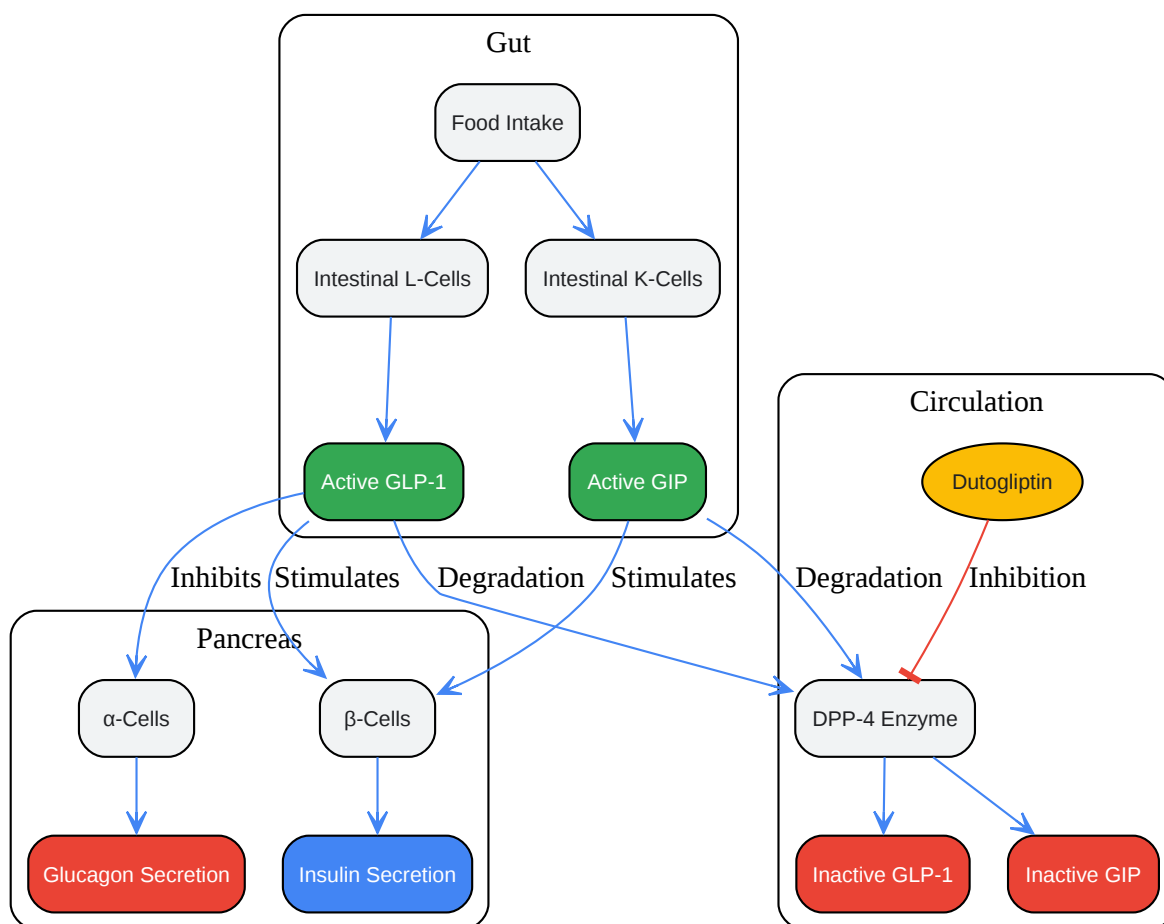 Gut
Food Intake
Intestinal L-Cells
Intestinal K-Cells
Circulation
Active GLP-1
Active GIP
Dutogliptin
Inhibits
Stimulates
Degradation
Stimulates
Degradation
Inhibition
Pancreas
α-Cells
β-Cells
DPP-4 Enzyme
Glucagon Secretion
Insulin Secretion
Inactive GLP-1
Inactive GIP